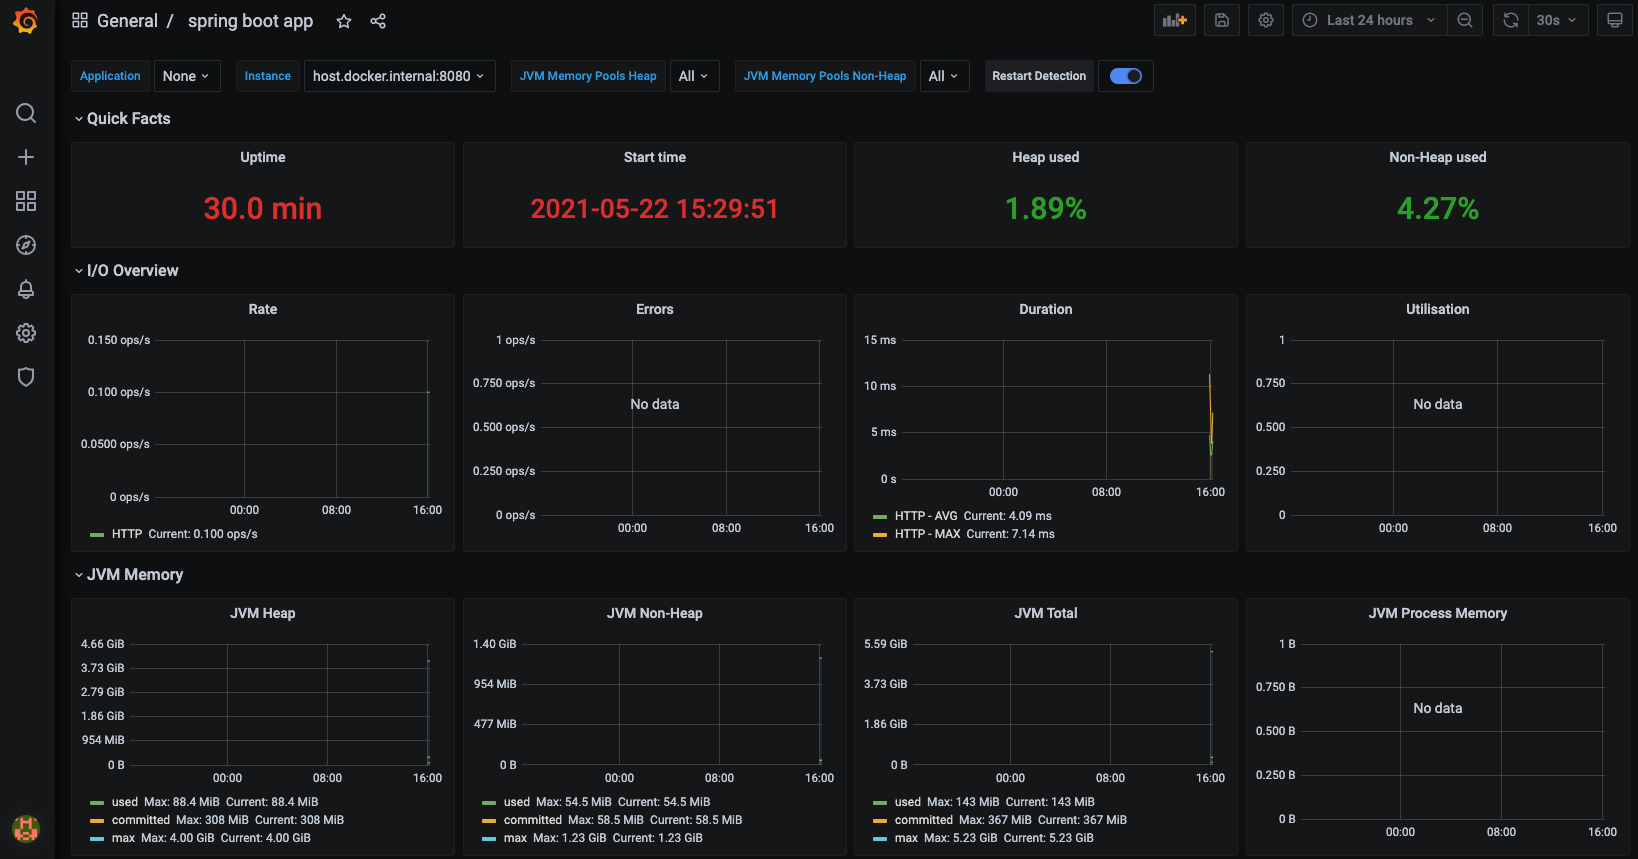 General / spring boot app
Last 24 hours
30s
Application None Instance host.docker.internal:8080 JVM Memory Pools Heap All JVM Memory Pools Non-Heap All Restart Detection
Quick Facts
Uptime
30.0 min
Start time
2021-05-22 15:29:51
Heap used
1.89%
Non-Heap used
4.27%
I/O Overview
Rate
0.150 ops/s
0.100 ops/s
0.0500 ops/s
0 ops/s
00:00 08:00 16:00
HTTP Current: 0.100 ops/s
Errors
1 ops/s
0.750 ops/s
No data
0.500 ops/s
0.250 ops/s
0 ops/s
00:00 08:00 16:00
Duration
15 ms
10 ms
5 ms
0 s
00:00 08:00 16:00
HTTP - AVG Current: 4.09 ms
HTTP - MAX Current: 7.14 ms
Utilisation
1
0.750
No data
0.500
0.250
0
00:00 08:00 16:00
JVM Memory
JVM Heap
4.66 GiB
3.73 GiB
2.79 GiB
1.86 GiB
954 MiB
0 B
00:00 08:00 16:00
used Max: 88.4 MiB Current: 88.4 MiB
committed Max: 308 MiB Current: 308 MiB
max Max: 4.00 GiB Current: 4.00 GiB
JVM Non-Heap
1.40 GiB
954 MiB
477 MiB
0 B
00:00 08:00 16:00
used Max: 54.5 MiB Current: 54.5 MiB
committed Max: 58.5 MiB Current: 58.5 MiB
max Max: 1.23 GiB Current: 1.23 GiB
JVM Total
5.59 GiB
3.73 GiB
1.86 GiB
0 B
00:00 08:00 16:00
used Max: 143 MiB Current: 143 MiB
committed Max: 367 MiB Current: 367 MiB
max Max: 5.23 GiB Current: 5.23 GiB
JVM Process Memory
1 B
0.750 B
No data
0.500 B
0.250 B
0 B
00:00 08:00 16:00